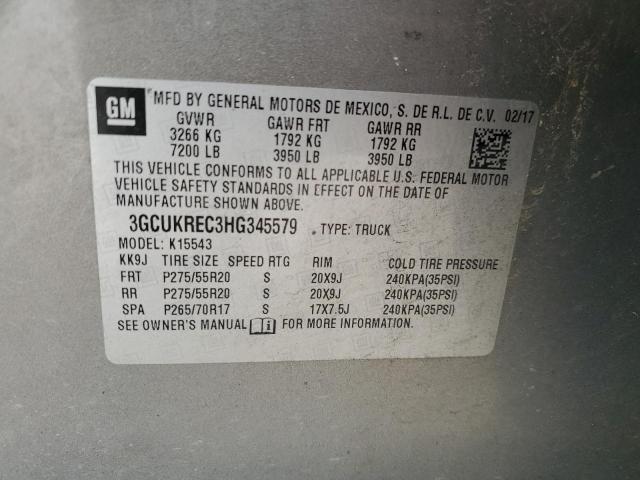 GM MFD BY GENERAL MOTORS DE MEXICO, S. DE R.L. DE C.V. 02/17
GVWR GAWR FRT GAWR RR
3266 KG 1792 KG 1792 KG
7200 LB 3950 LB 3950 LB
THIS VEHICLE CONFORMS TO ALL APPLICABLE U.S. FEDERAL MOTOR
VEHICLE SAFETY STANDARDS IN EFFECT ON THE DATE OF
MANUFACTURE SHOWN ABOVE.
3GCUKREC3HG345579 TYPE: TRUCK
MODEL: K15543
KK9J TIRE SIZE SPEED RTG RIM COLD TIRE PRESSURE
FRT P275/55R20 S 20X9J 240KPA(35PSI)
RR P275/55R20 S 20X9J 240KPA(35PSI)
SPA P265/70R17 S 17X7.5J 240KPA(35PSI)
SEE OWNER'S MANUAL FOR MORE INFORMATION.